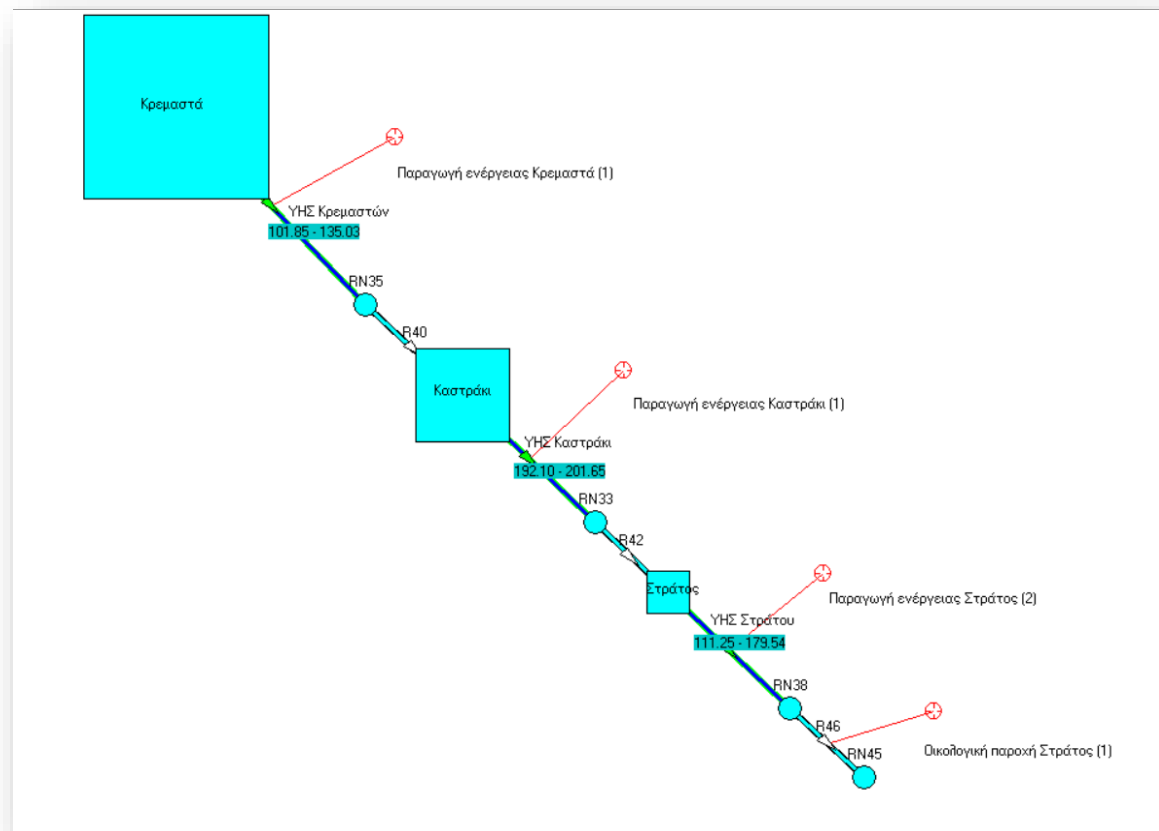 Κρεμαστά
Παραγωγή ενέργειας Κρεμαστά (1)
ΥΗΣ Κρεμαστών
101.85 - 135.03
RN35
R40
Καστράκι
Παραγωγή ενέργειας Καστράκι (1)
ΥΗΣ Καστράκι
192.10 - 201.65
RN33
R42
Στράτος
Παραγωγή ενέργειας Στράτος (2)
ΥΗΣ Στράτου
111.25 - 179.54
RN38
R46
Οικολογική παροχή Στράτος (1)
RN45